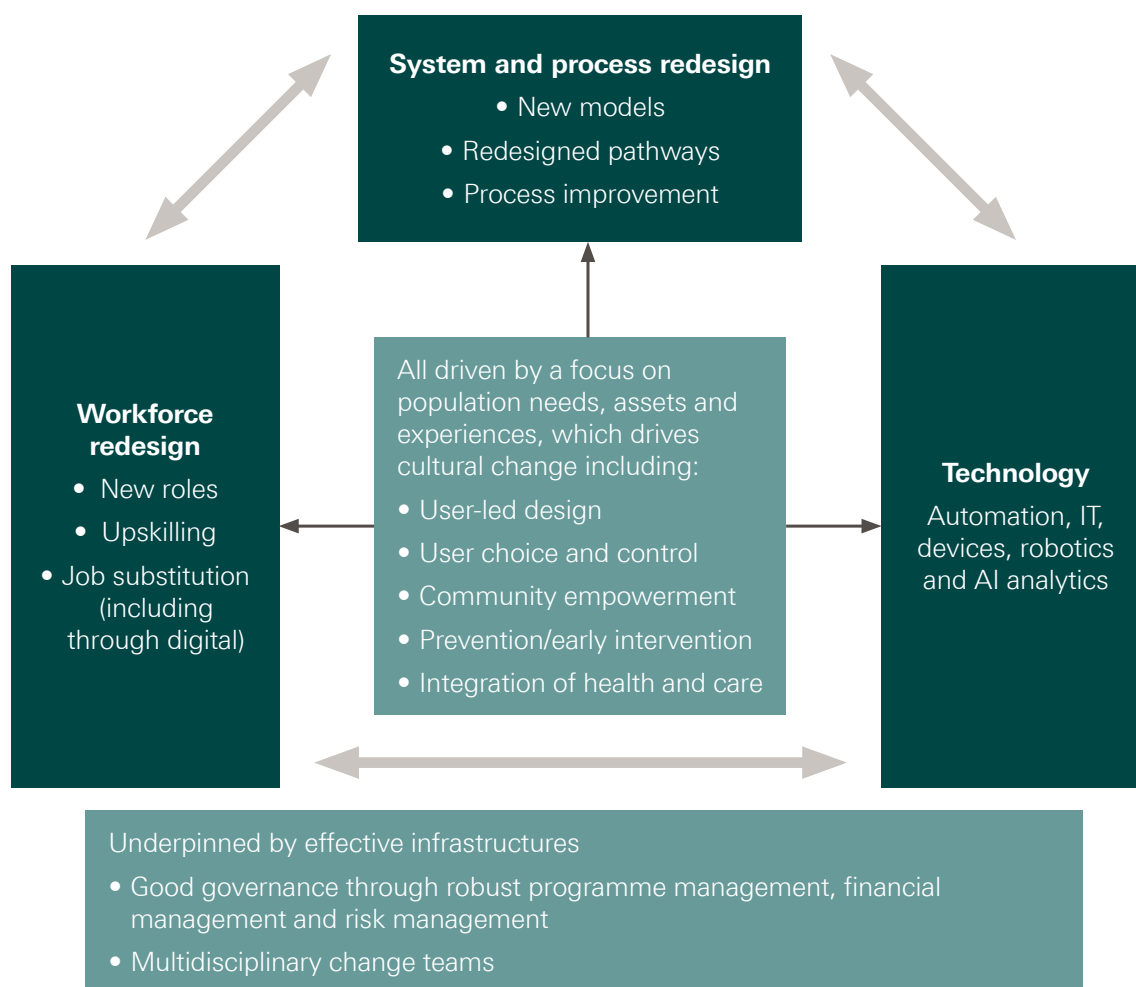 System and process redesign
• New models
• Redesigned pathways
• Process improvement
Workforce
redesign
• New roles
• Upskilling
• Job substitution
(including
through digital)
All driven by a focus on
population needs, assets and
experiences, which drives
cultural change including:
• User-led design
• User choice and control
• Community empowerment
• Prevention/early intervention
• Integration of health and care
Technology
Automation, IT,
devices, robotics
and AI analytics
Underpinned by effective infrastructures
• Good governance through robust programme management, financial
management and risk management
• Multidisciplinary change teams